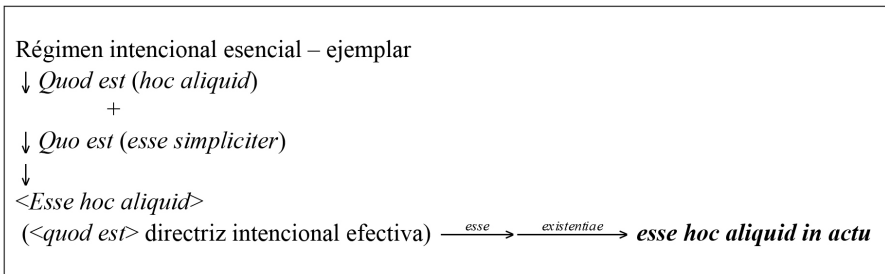 Régimen intencional esencial – ejemplar
↓ Quod est (hoc aliquid)
+
↓ Quo est (esse simpliciter)
↓
<Esse hoc aliquid>
(<quod est> directriz intencional efectiva) —esse→ —existentiae→ esse hoc aliquid in actu